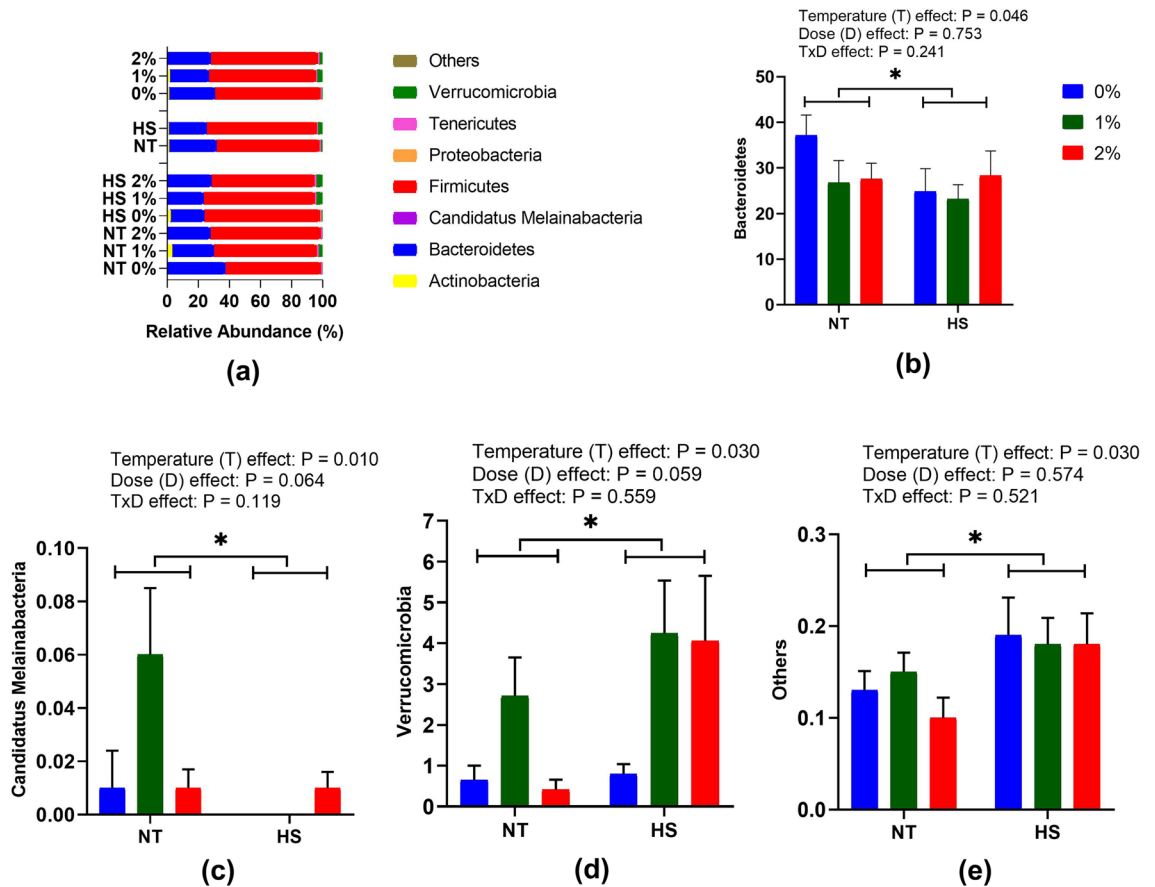 2%
1%
0%
HS
NT
HS 2%
HS 1%
HS 0%
NT 2%
NT 1%
NT 0%
0 20 40 60 80 100
Relative Abundance (%)
(a)
Others
Verrucomicrobia
Tenericutes
Proteobacteria
Firmicutes
Candidatus Melainabacteria
Bacteroidetes
Actinobacteria
Temperature (T) effect: P = 0.046
Dose (D) effect: P = 0.753
TxD effect: P = 0.241
*
50
40
30
20
10
0
Bacteroidetes
NT HS
0%
1%
2%
(b)
Temperature (T) effect: P = 0.010
Dose (D) effect: P = 0.064
TxD effect: P = 0.119
*
0.10
0.08
0.06
0.04
0.02
0.00
Candidatus Melainabacteria
NT HS
(c)
Temperature (T) effect: P = 0.030
Dose (D) effect: P = 0.059
TxD effect: P = 0.559
*
7
6
5
4
3
2
1
0
Verrucomicrobia
NT HS
(d)
Temperature (T) effect: P = 0.030
Dose (D) effect: P = 0.574
TxD effect: P = 0.521
*
0.3
0.2
0.1
0.0
Others
NT HS
(e)